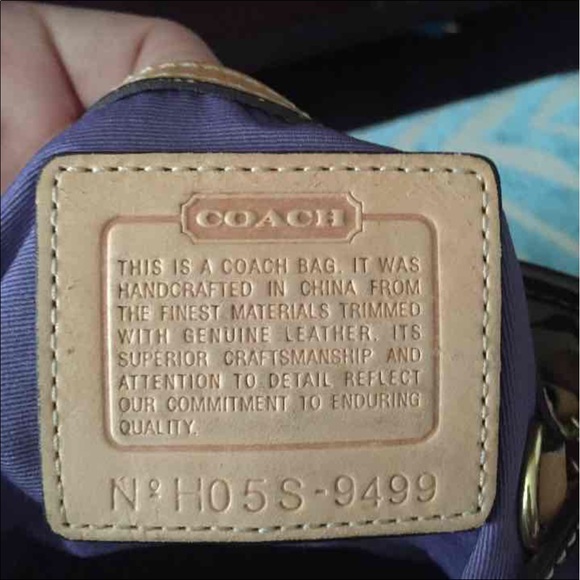 COACH
THIS IS A COACH BAG. IT WAS
HANDCRAFTED IN CHINA FROM
THE FINEST MATERIALS TRIMMED
WITH GENUINE LEATHER. ITS
SUPERIOR CRAFTSMANSHIP AND
ATTENTION TO DETAIL REFLECT
OUR COMMITMENT TO ENDURING
QUALITY.
Nº H05S-9499